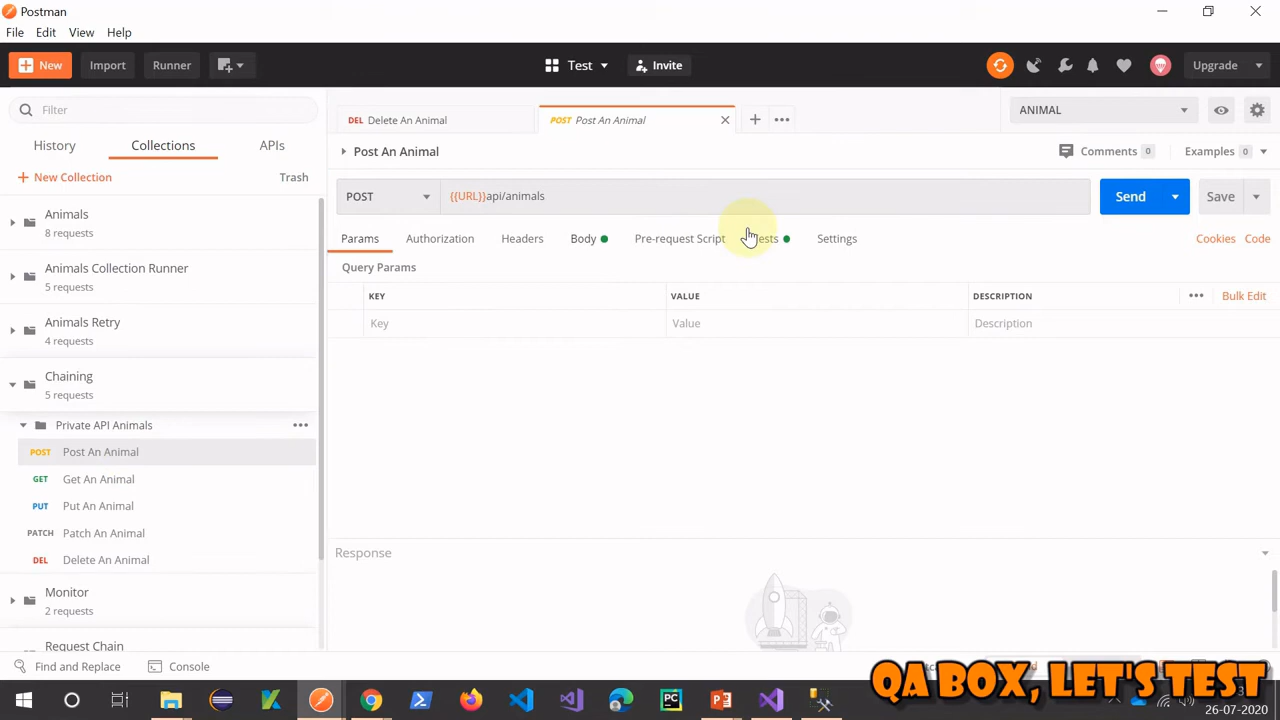 Postman
File Edit View Help
New Import Runner Test Invite Upgrade
Filter
History Collections APIs
New Collection Trash
Animals
8 requests
Animals Collection Runner
5 requests
Animals Retry
4 requests
Chaining
5 requests
Private API Animals
POST Post An Animal
GET Get An Animal
PUT Put An Animal
PATCH Patch An Animal
DEL Delete An Animal
Monitor
2 requests
Request Chain
Find and Replace Console
DEL Delete An Animal POST Post An Animal ANIMAL
Post An Animal Comments 0 Examples 0
POST {{URL}}api/animals Send Save
Params Authorization Headers Body Pre-request Script Settings Cookies Code
Query Params
KEY VALUE DESCRIPTION Bulk Edit
Key Value Description
Response
QA BOX, LET'S TEST
26-07-2020